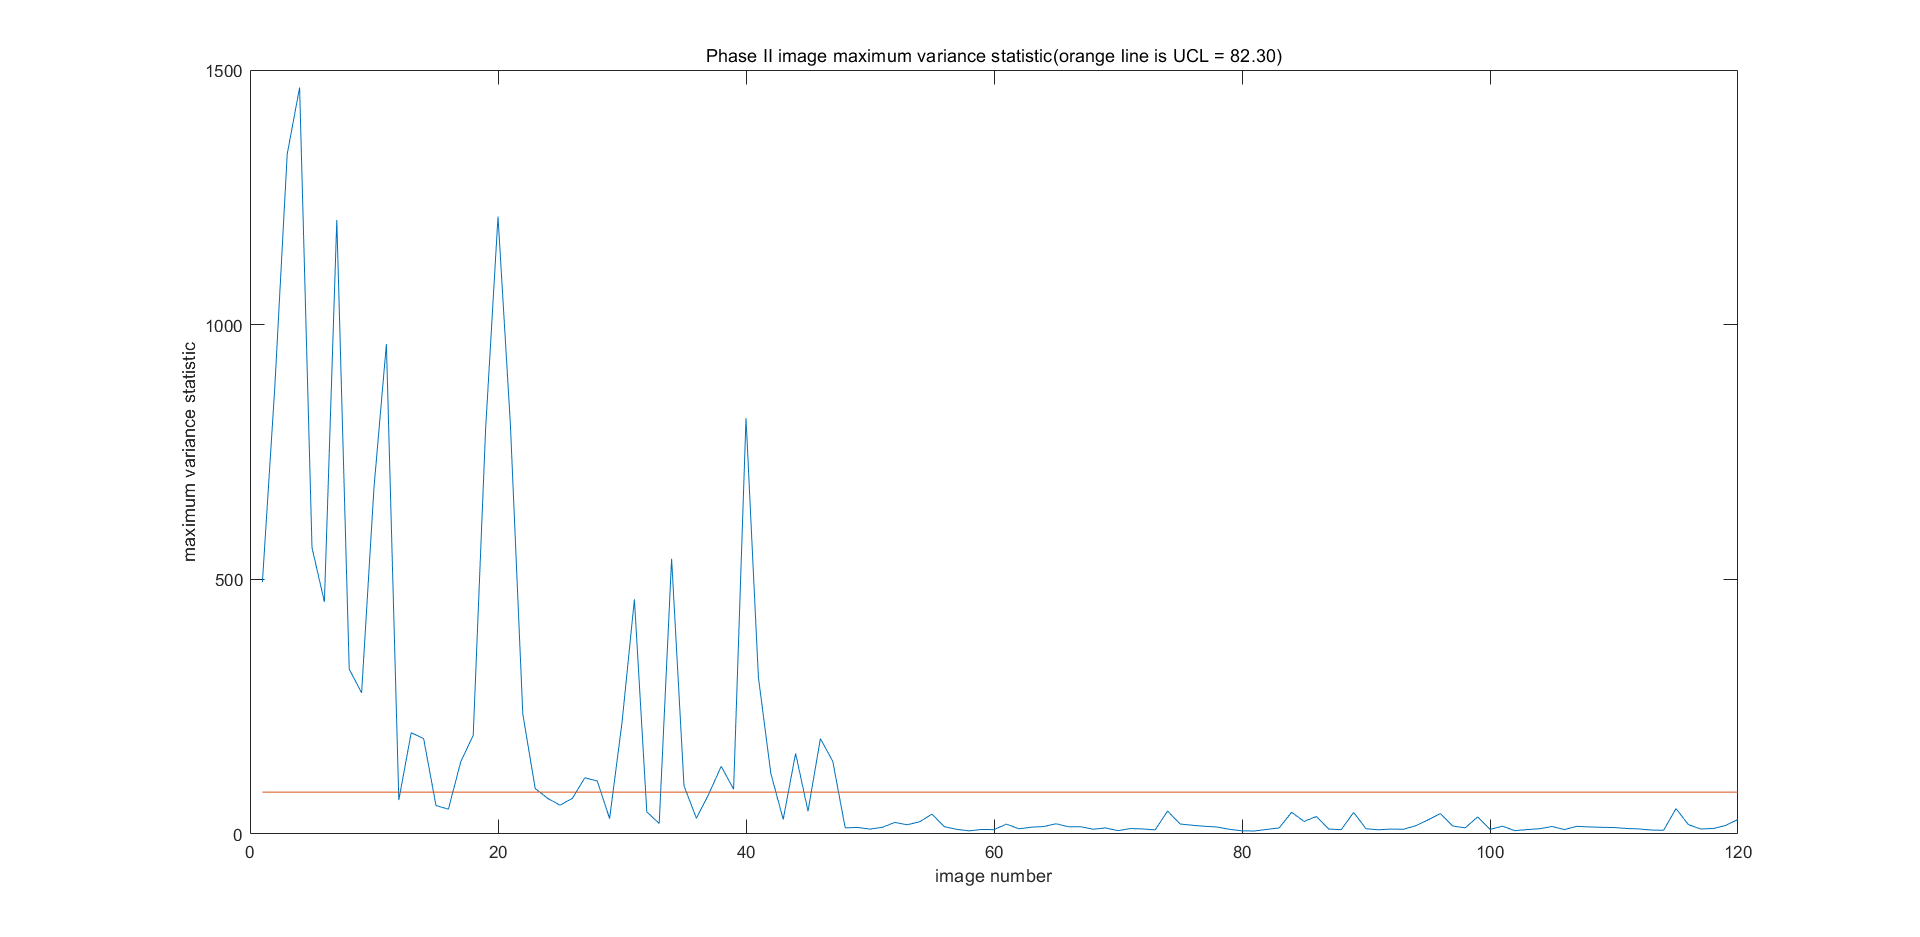 Phase II image maximum variance statistic(orange line is UCL = 82.30)
1500
1000
500
0
maximum variance statistic
0 20 40 60 80 100 120
image number